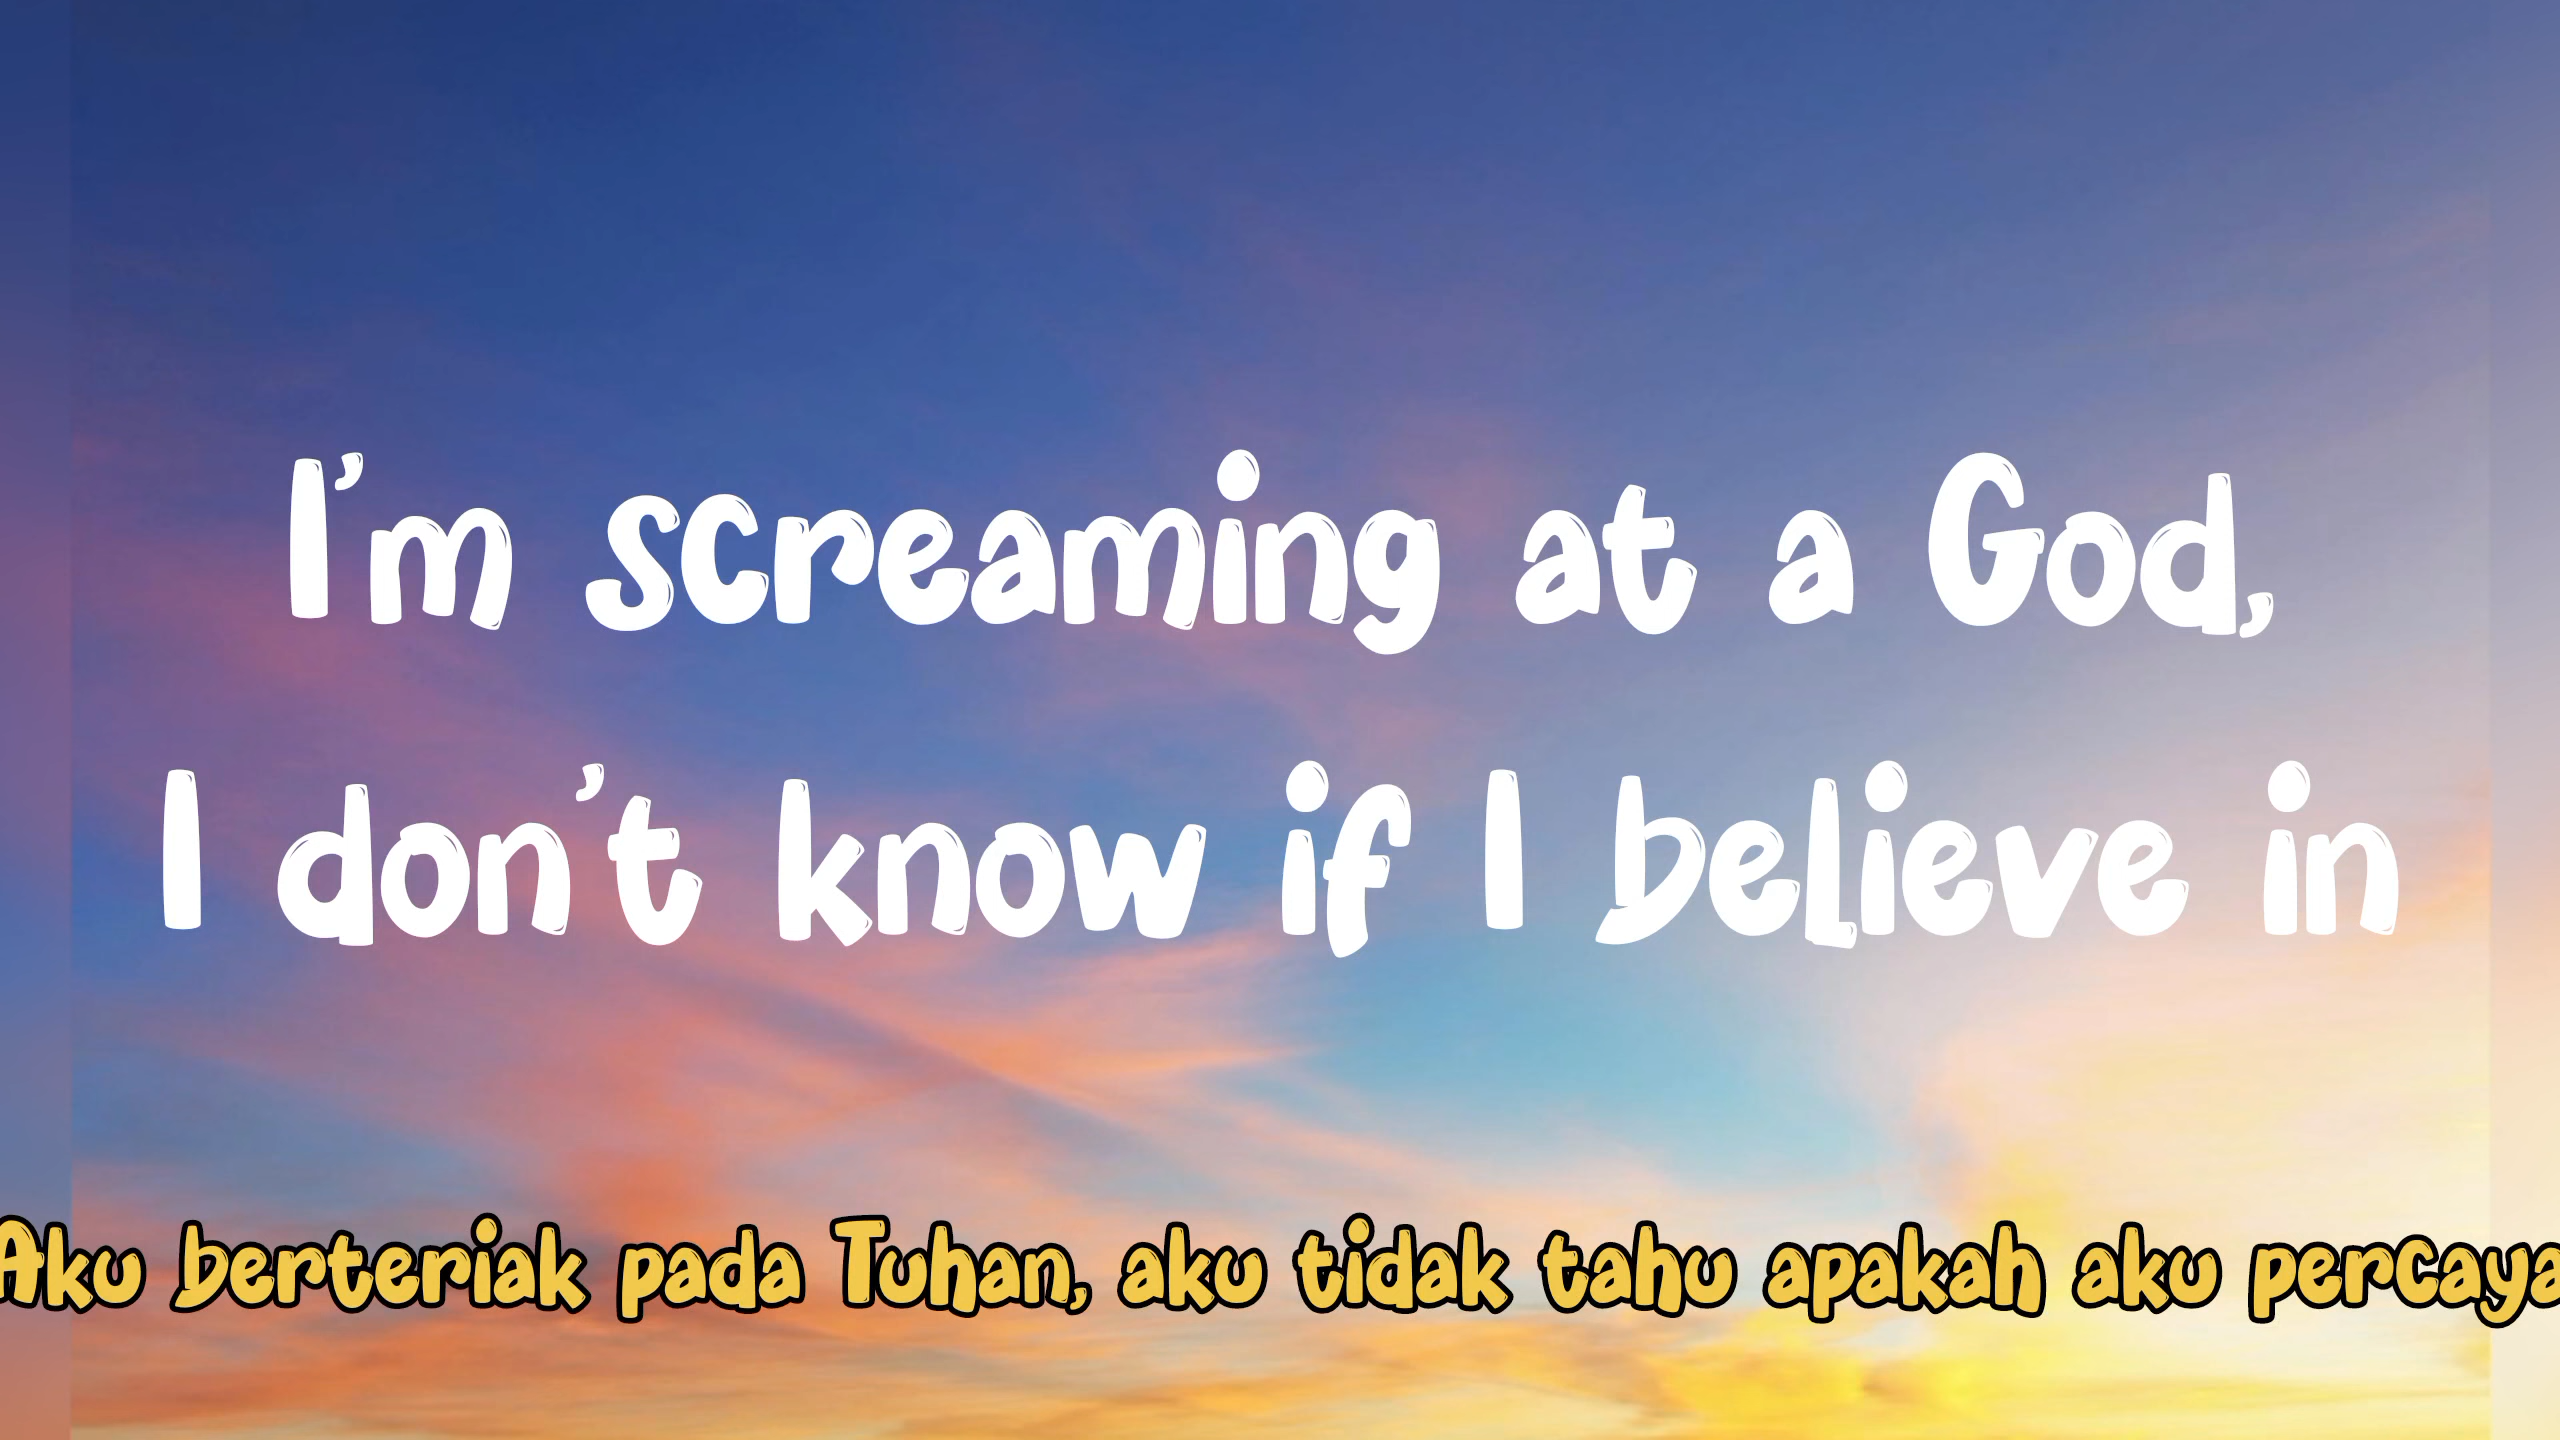 I'm screaming at a God,
I don't know if I believe in
Aku berteriak pada Tuhan, aku tidak tahu apakah aku percaya